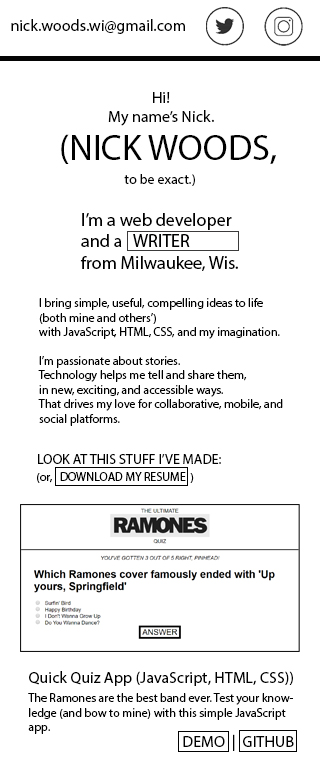 nick.woods.wi@gmail.com
Hi!
My name's Nick.
(NICK WOODS,
to be exact.)
I'm a web developer
and a WRITER
from Milwaukee, Wis.
I bring simple, useful, compelling ideas to life
(both mine and others')
with JavaScript, HTML, CSS, and my imagination.
I'm passionate about stories.
Technology helps me tell and share them,
in new, exciting, and accessible ways.
That drives my love for collaborative, mobile, and
social platforms.
LOOK AT THIS STUFF I'VE MADE:
(or, DOWNLOAD MY RESUME )
THE ULTIMATE
RAMONES
QUIZ
YOU'VE GOTTEN 3 OUT OF 5 RIGHT, PINHEAD!
Which Ramones cover famously ended with 'Up
yours, Springfield!'
Surfin' Bird
Happy Birthday
I Don't Wanna Grow Up
Do You Wanna Dance?
ANSWER
Quick Quiz App (JavaScript, HTML, CSS))
The Ramones are the best band ever. Test your know-
ledge (and bow to mine) with this simple JavaScript
app.
DEMO | GITHUB